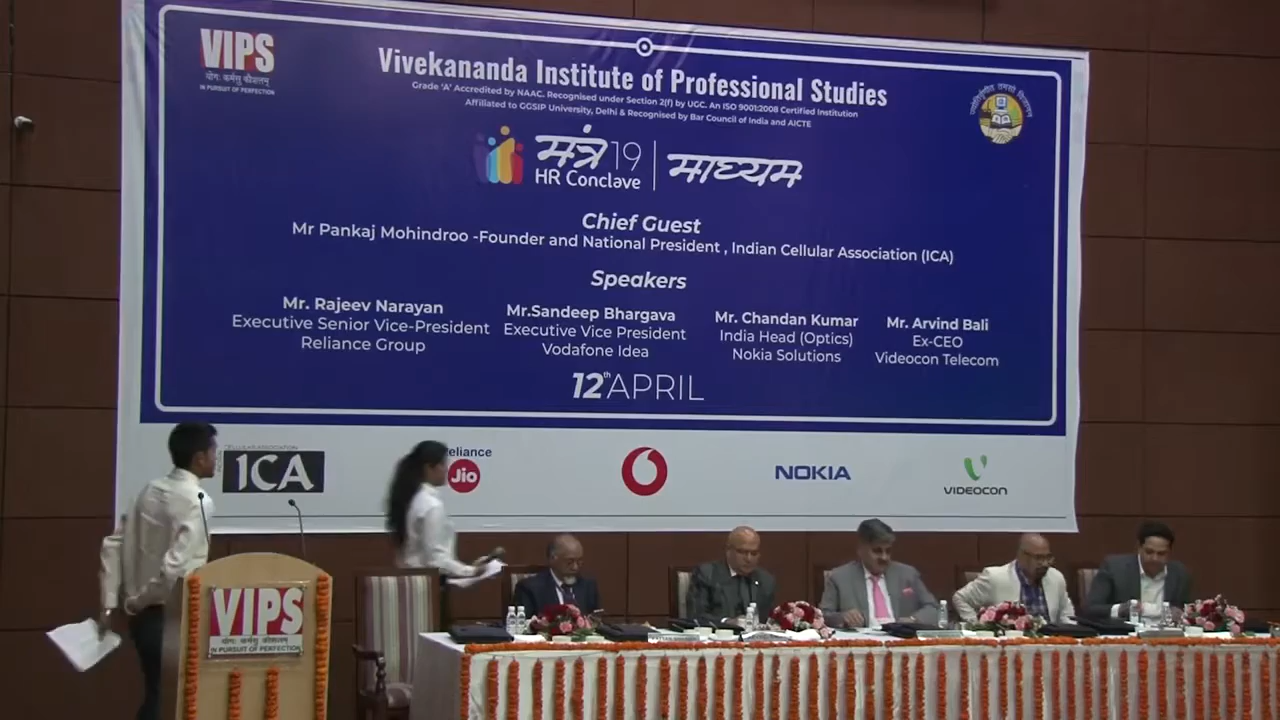 VIPS
योगः कर्मसु कौशलम्
IN PURSUIT OF PERFECTION
Vivekananda Institute of Professional Studies
Grade 'A' Accredited by NAAC. Recognised under Section 2(f) by UGC. An ISO 9001:2008 Certified Institution
Affiliated to GGSIP University, Delhi & Recognised by Bar Council of India and AICTE
मंत्र 19
HR Conclave
माध्यम
Chief Guest
Mr Pankaj Mohindroo -Founder and National President , Indian Cellular Association (ICA)
Speakers
Mr. Rajeev Narayan
Executive Senior Vice-President
Reliance Group
Mr.Sandeep Bhargava
Executive Vice President
Vodafone Idea
Mr. Chandan Kumar
India Head (Optics)
Nokia Solutions
Mr. Arvind Bali
Ex-CEO
Videocon Telecom
12th APRIL
CELLULAR ASSOCIATION
ICA
eliance
Jio
NOKIA
VIDEOCON
VIPS
योगः कर्मसु कौशलम्
IN PURSUIT OF PERFECTION